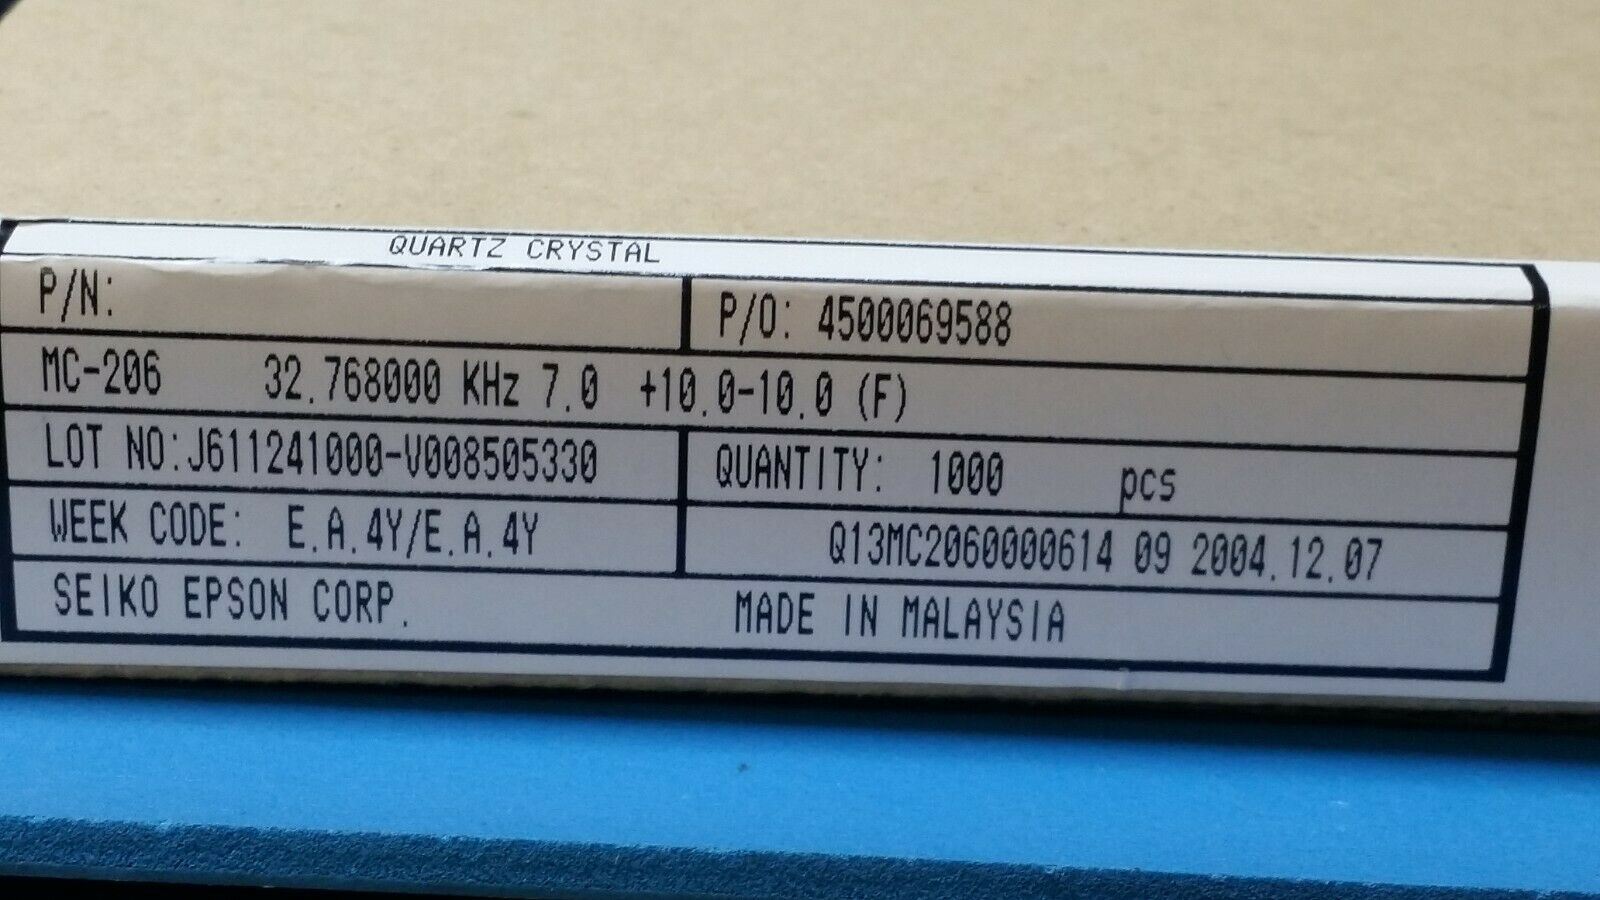 QUARTZ CRYSTAL
P/N:
P/O: 4500069588
MC-206 32.768000 KHz 7.0 +10.0-10.0 (F)
LOT NO:J611241000-V008505330
QUANTITY: 1000 pcs
WEEK CODE: E.A.4Y/E.A.4Y
Q13MC2060000614 09 2004.12.07
SEIKO EPSON CORP.
MADE IN MALAYSIA